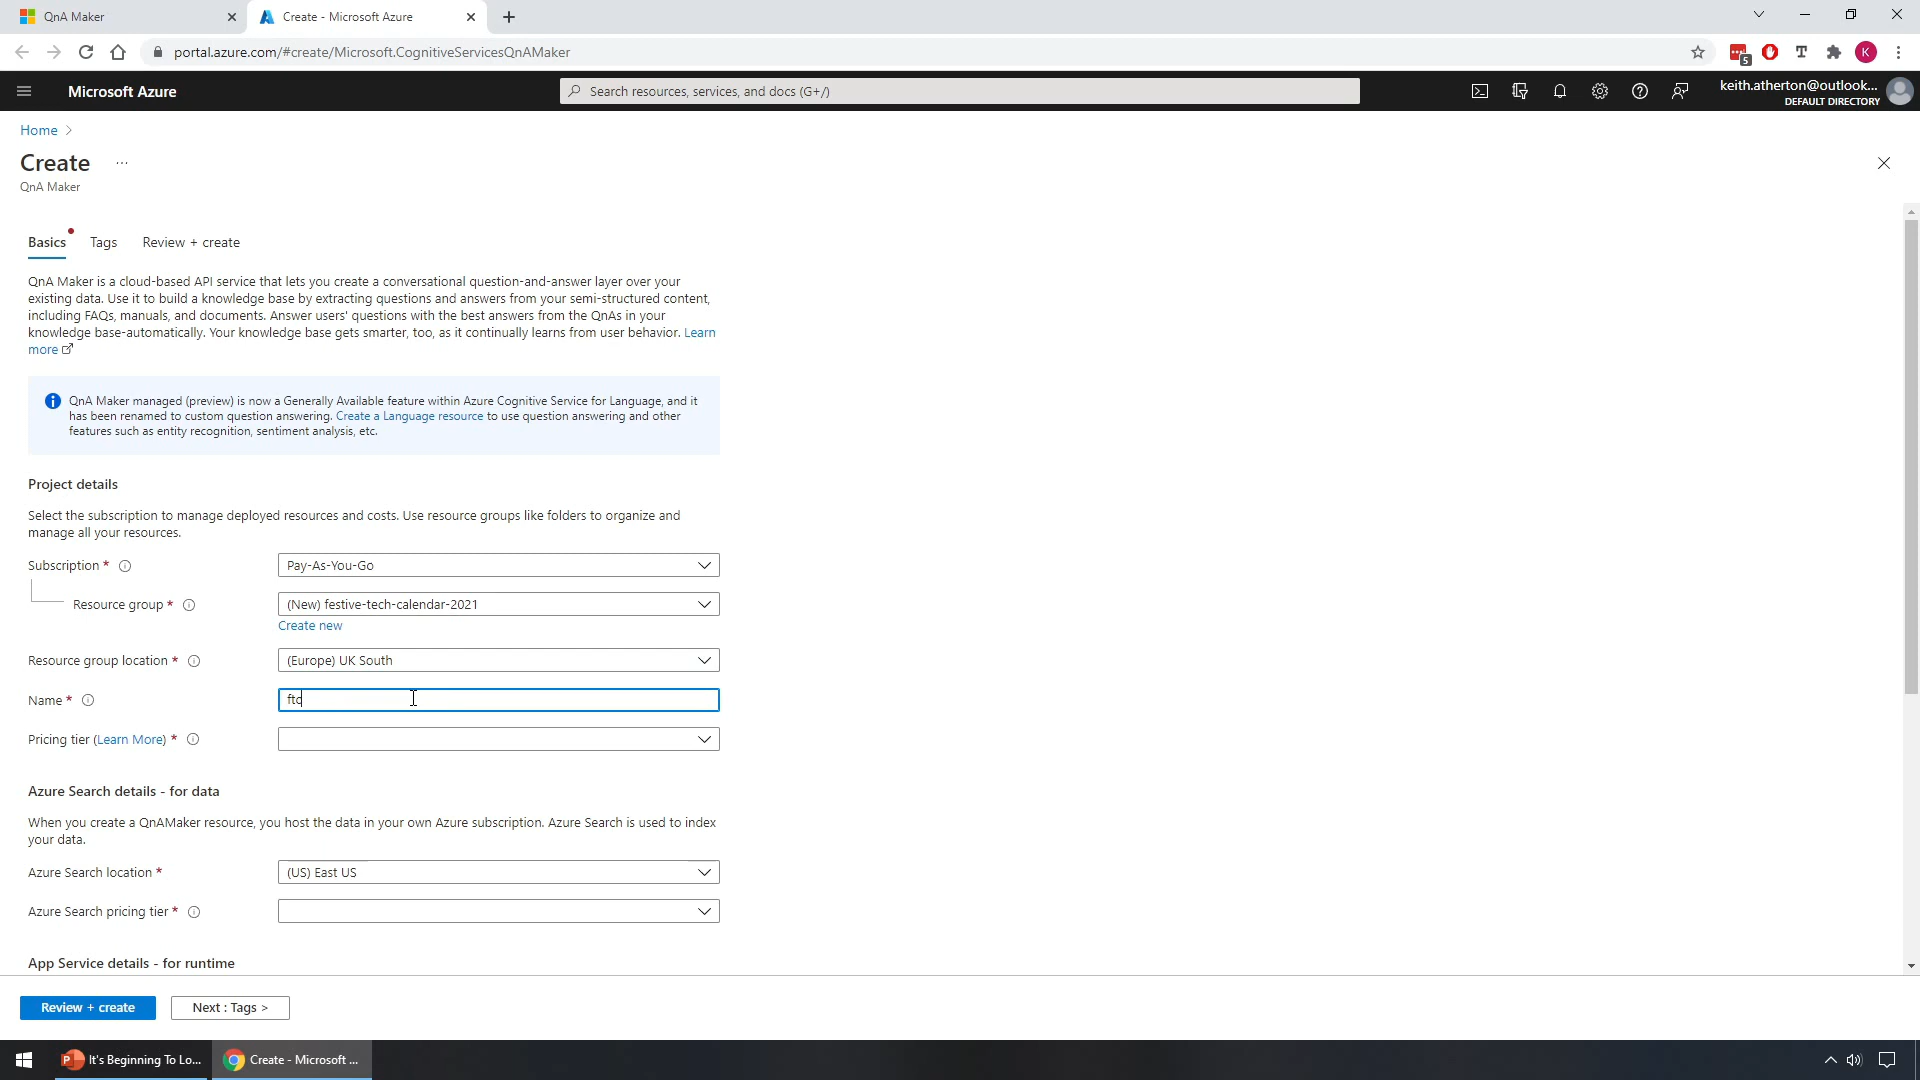 QnA Maker
Create - Microsoft Azure
portal.azure.com/#create/Microsoft.CognitiveServicesQnAMaker
5
K
Microsoft Azure
Search resources, services, and docs (G+/)
keith.atherton@outlook...
DEFAULT DIRECTORY
Home
Create
...
QnA Maker
Basics
Tags
Review + create
QnA Maker is a cloud-based API service that lets you create a conversational question-and-answer layer over your
existing data. Use it to build a knowledge base by extracting questions and answers from your semi-structured content,
including FAQs, manuals, and documents. Answer users' questions with the best answers from the QnAs in your
knowledge base-automatically. Your knowledge base gets smarter, too, as it continually learns from user behavior. Learn
more
QnA Maker managed (preview) is now a Generally Available feature within Azure Cognitive Service for Language, and it
has been renamed to custom question answering. Create a Language resource to use question answering and other
features such as entity recognition, sentiment analysis, etc.
Project details
Select the subscription to manage deployed resources and costs. Use resource groups like folders to organize and
manage all your resources.
Subscription *
Pay-As-You-Go
Resource group *
(New) festive-tech-calendar-2021
Create new
Resource group location *
(Europe) UK South
Name *
ftc
Pricing tier (Learn More) *
Azure Search details - for data
When you create a QnAMaker resource, you host the data in your own Azure subscription. Azure Search is used to index
your data.
Azure Search location *
(US) East US
Azure Search pricing tier *
App Service details - for runtime
Review + create
Next : Tags >
It's Beginning To Lo...
Create - Microsoft ...